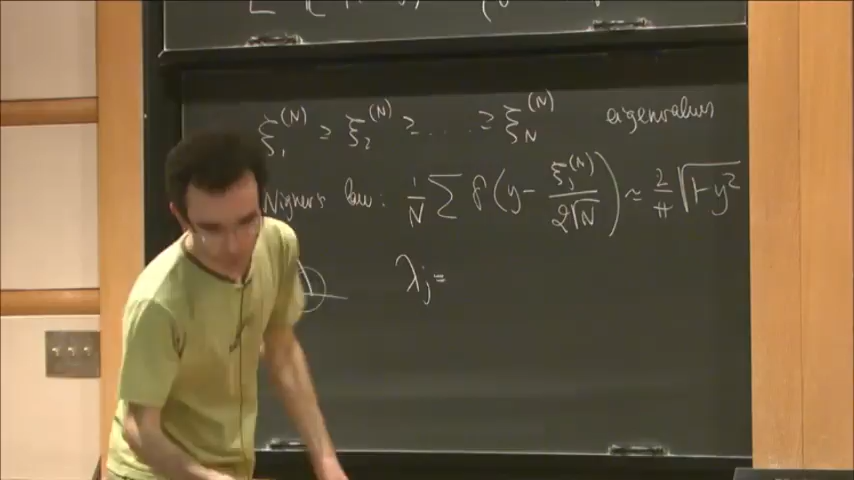 ξ₁^(N) ≥ ξ₂^(N) ≥ .... ≥ ξ_N^(N) eigenvalues
Wigner's law: 1/N Σ δ(y - ξ_j^(N)/2√N) ≈ 2/π √1-y²
λ_j =